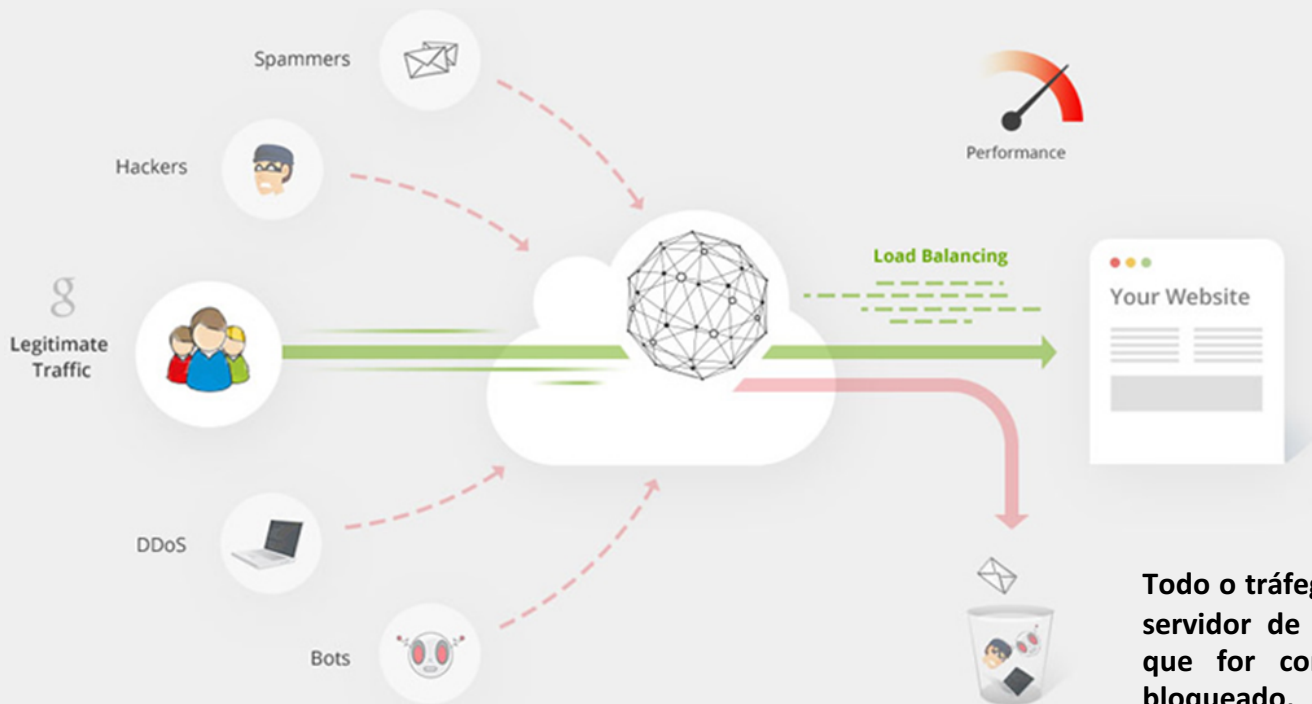 Spammers
Performance
Hackers
Load Balancing
Your Website
g
Legitimate
Traffic
DDoS
Bots
Todo o
servidor de
que for
bloqueado.